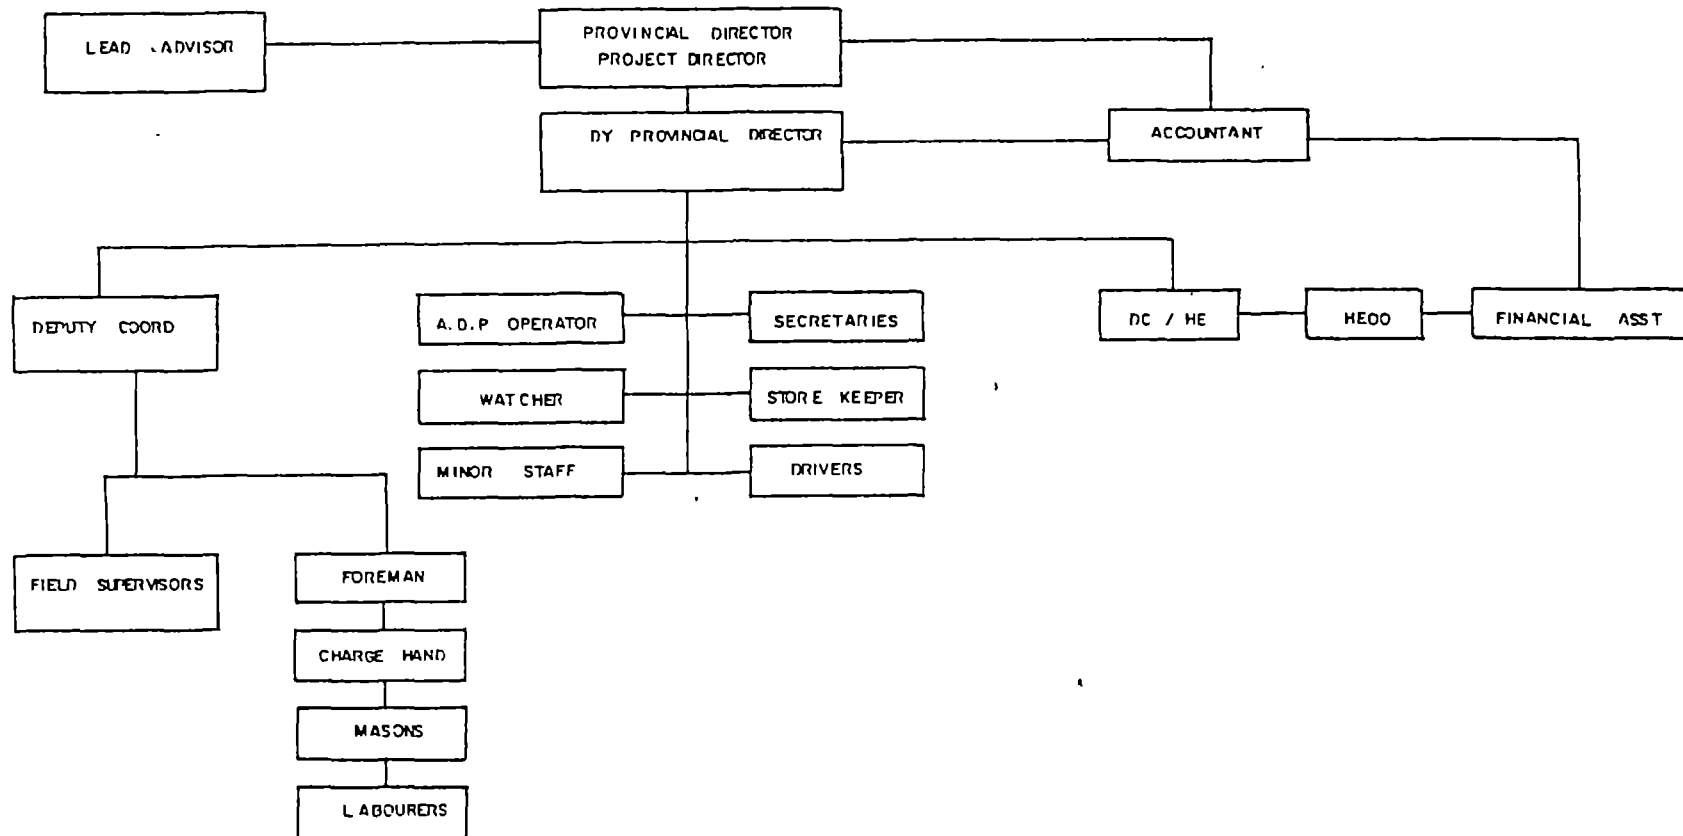 LEAD ADVISOR
PROVINCIAL DIRECTOR
PROJECT DIRECTOR
DY PROVINCIAL DIRECTOR
ACCOUNTANT
DEPUTY COORD
A.D.P OPERATOR
SECRETARIES
DC / HE
HEOO
FINANCIAL ASST
WATCHER
STORE KEEPER
MINOR STAFF
DRIVERS
FIELD SUPERVISORS
FOREMAN
CHARGE HAND
MASONS
LABOURERS